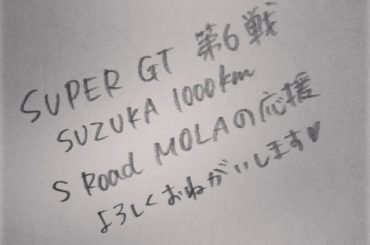 SUPER GT 第6戦
SUZUKA 1000km
S Road MOLAの応援
よろしくおねがいします♥